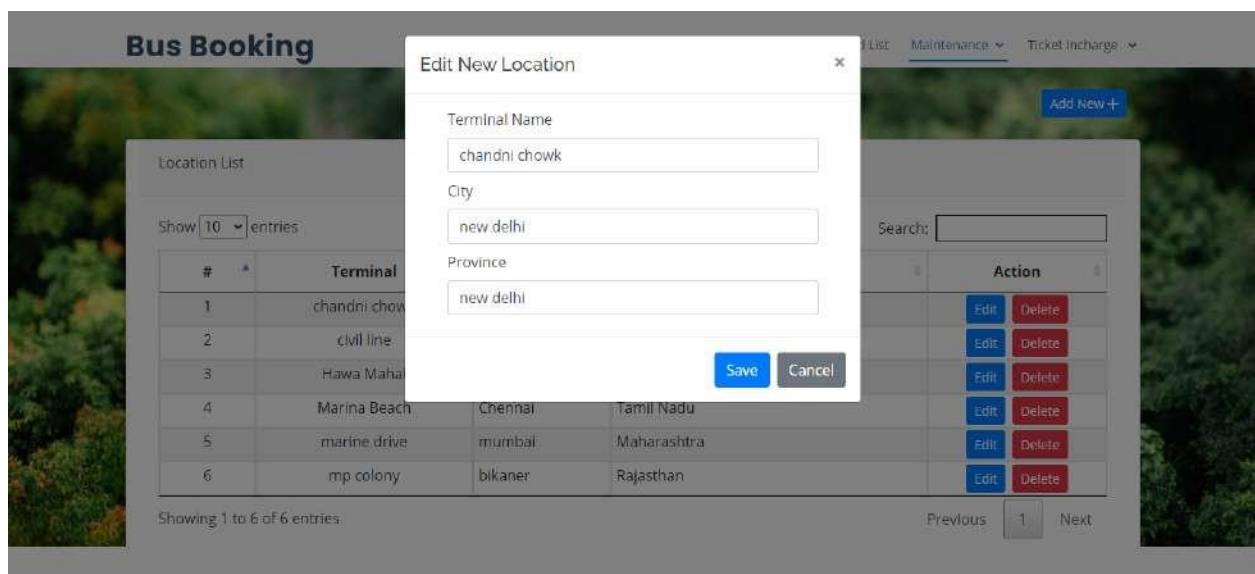 Bus Booking
List Maintenance Ticket Incharge
Edit New Location ×
Add New +
Terminal Name
chandni chowk
City
new delhi
Province
new delhi
Save Cancel
Location List
Show 10 entries
Search:
# Terminal Action
1 chandni chow Edit Delete
2 civil line Edit Delete
3 Hawa Mahal Edit Delete
4 Marina Beach Chennai Tamil Nadu Edit Delete
5 marine drive mumbai Maharashtra Edit Delete
6 mp colony bikaner Rajasthan Edit Delete
Showing 1 to 6 of 6 entries
Previous 1 Next